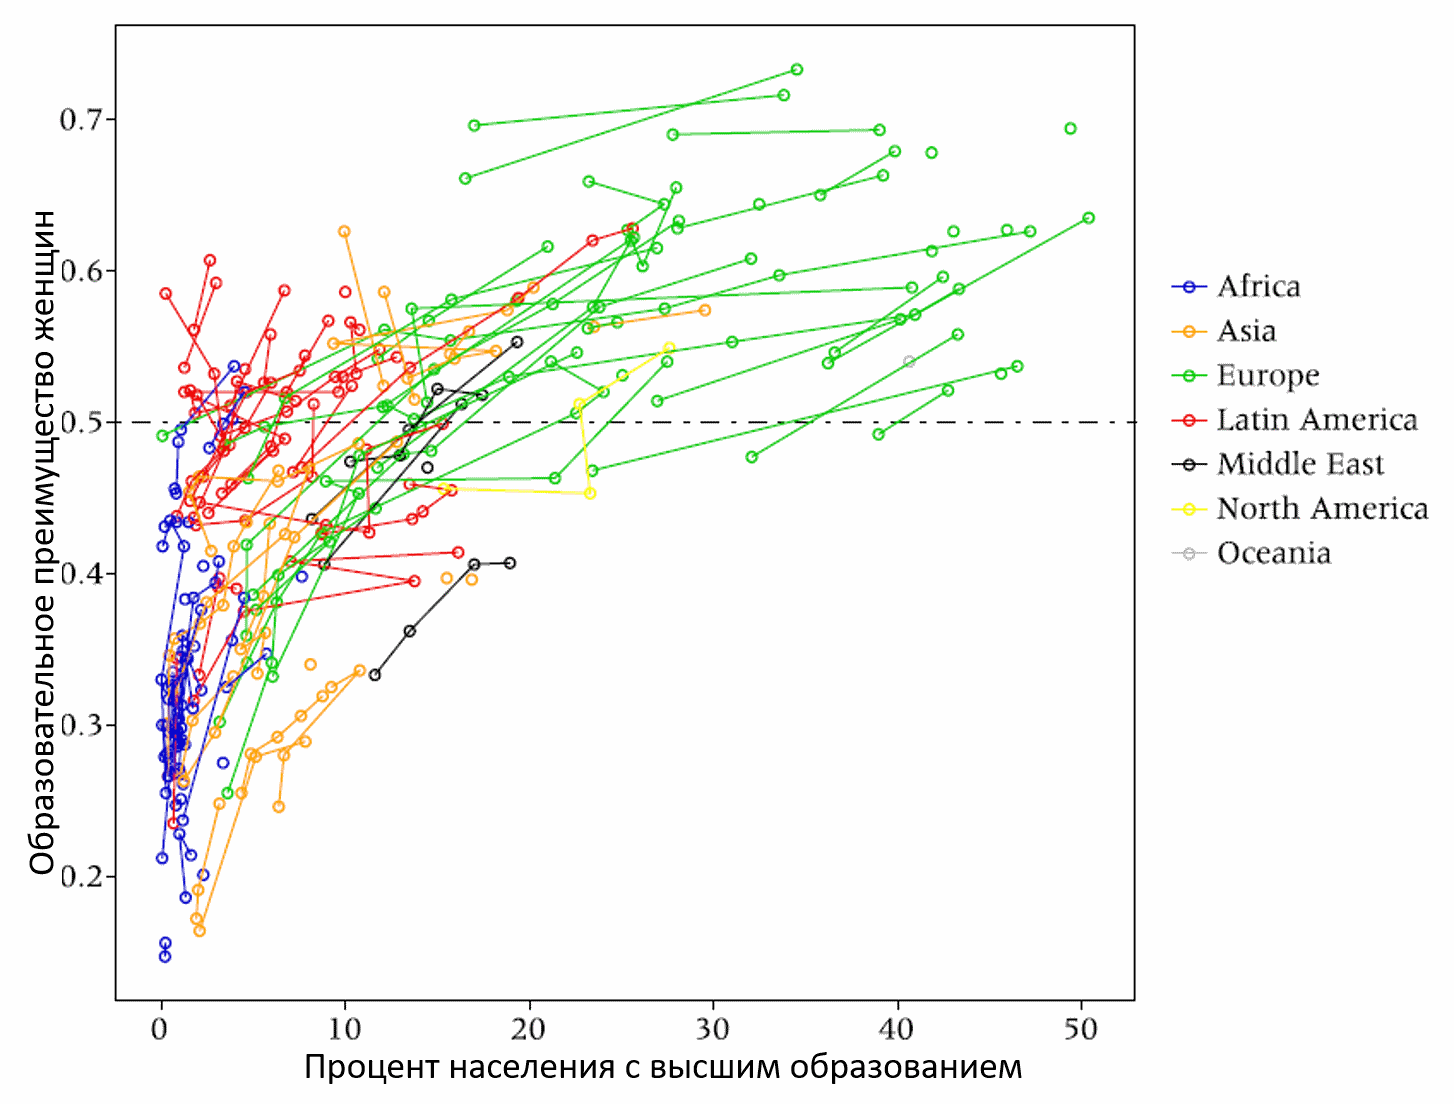 Образовательное преимущество женщин
0.7
0.6
0.5
0.4
0.3
0.2
0 10 20 30 40 50
Процент населения с высшим образованием
Africa
Asia
Europe
Latin America
Middle East
North America
Oceania